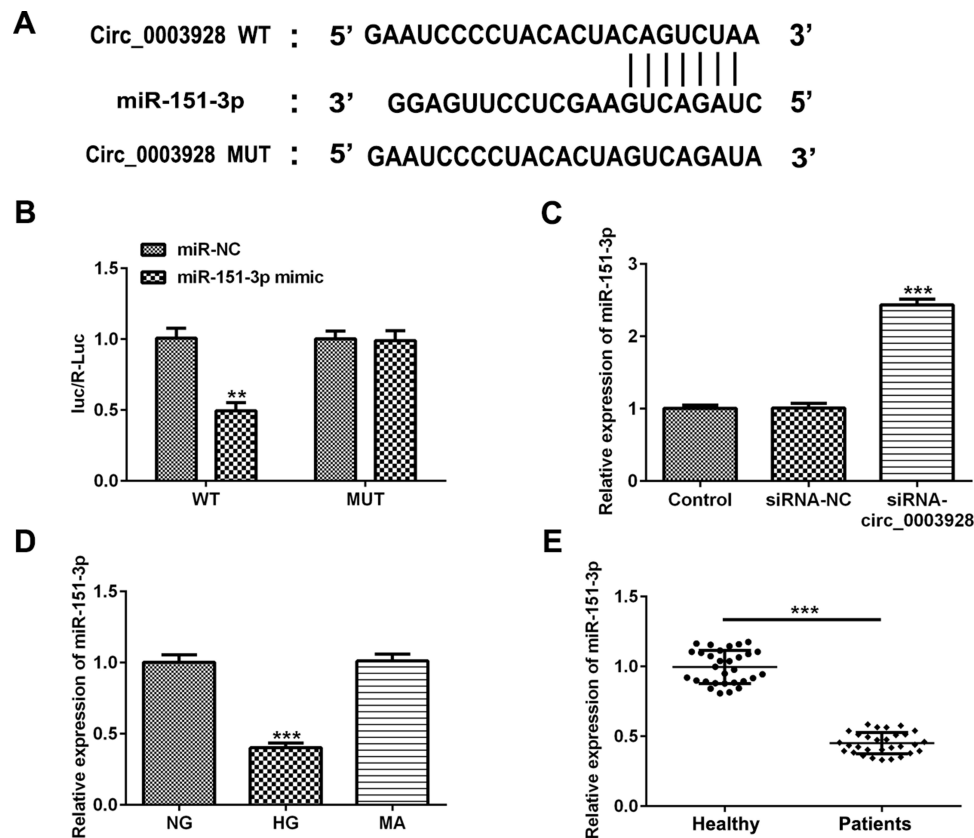 A
Circ_0003928 WT : 5’ GAAUCCCCUACACUACAGUCUAA 3’
miR-151-3p : 3’ GGAGUUCCUCGAAGUCAGAUC 5’
Circ_0003928 MUT : 5’ GAAUCCCCUACACUAGUCAGAUA 3’
B
miR-NC
miR-151-3p mimic
luc/R-Luc
1.5
1.0
0.5
0.0
**
WT MUT
C
Relative expression of miR-151-3p
3
2
1
0
***
Control siRNA-NC siRNA-
circ_0003928
D
Relative expression of miR-151-3p
1.5
1.0
0.5
0.0
***
NG HG MA
E
Relative expression of miR-151-3p
1.5
1.0
0.5
0.0
***
Healthy Patients